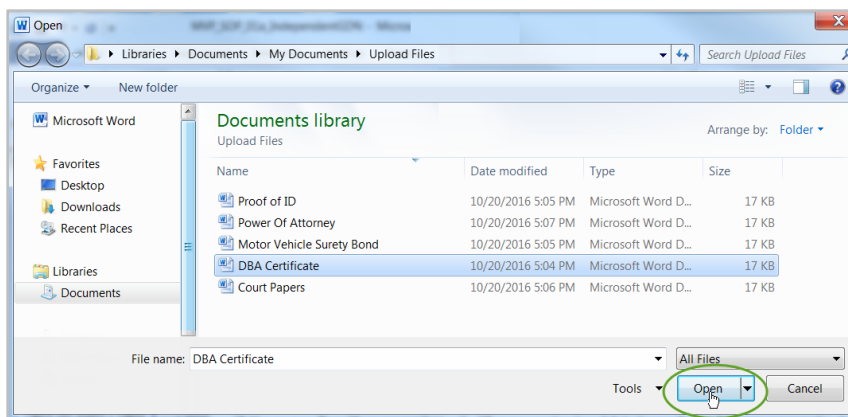 Open
Libraries Documents My Documents Upload Files Search Upload Files
Organize New folder
Microsoft Word
Favorites
Desktop
Downloads
Recent Places
Libraries
Documents
Documents library
Upload Files
Arrange by: Folder
Name Date modified Type Size
Proof of ID 10/20/2016 5:05 PM Microsoft Word D... 17 KB
Power Of Attorney 10/20/2016 5:07 PM Microsoft Word D... 17 KB
Motor Vehicle Surety Bond 10/20/2016 5:05 PM Microsoft Word D... 17 KB
DBA Certificate 10/20/2016 5:04 PM Microsoft Word D... 17 KB
Court Papers 10/20/2016 5:06 PM Microsoft Word D... 17 KB
File name: DBA Certificate All Files
Tools Open Cancel